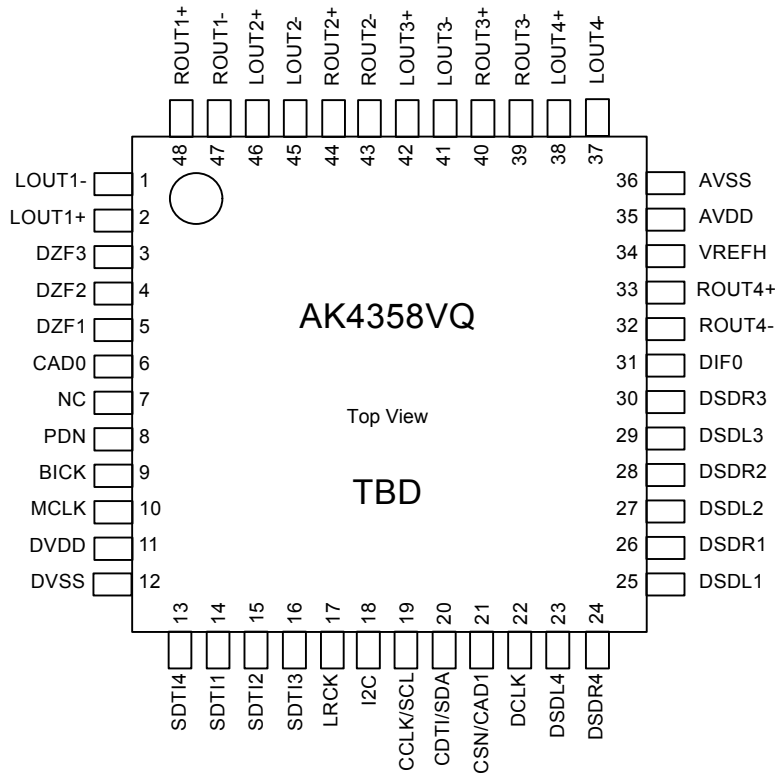 ROUT1+
ROUT1-
LOUT2+
LOUT2-
ROUT2+
ROUT2-
LOUT3+
LOUT3-
ROUT3+
ROUT3-
LOUT4+
LOUT4-
48
47
46
45
44
43
42
41
40
39
38
37
LOUT1- 1
LOUT1+ 2
DZF3 3
DZF2 4
DZF1 5
CAD0 6
NC 7
PDN 8
BICK 9
MCLK 10
DVDD 11
DVSS 12
AK4358VQ
Top View
TBD
36 AVSS
35 AVDD
34 VREFH
33 ROUT4+
32 ROUT4-
31 DIF0
30 DSDR3
29 DSDL3
28 DSDR2
27 DSDL2
26 DSDR1
25 DSDL1
13
14
15
16
17
18
19
20
21
22
23
24
SDTI4
SDTI1
SDTI2
SDTI3
LRCK
I2C
CCLK/SCL
CDTI/SDA
CSN/CAD1
DCLK
DSDL4
DSDR4